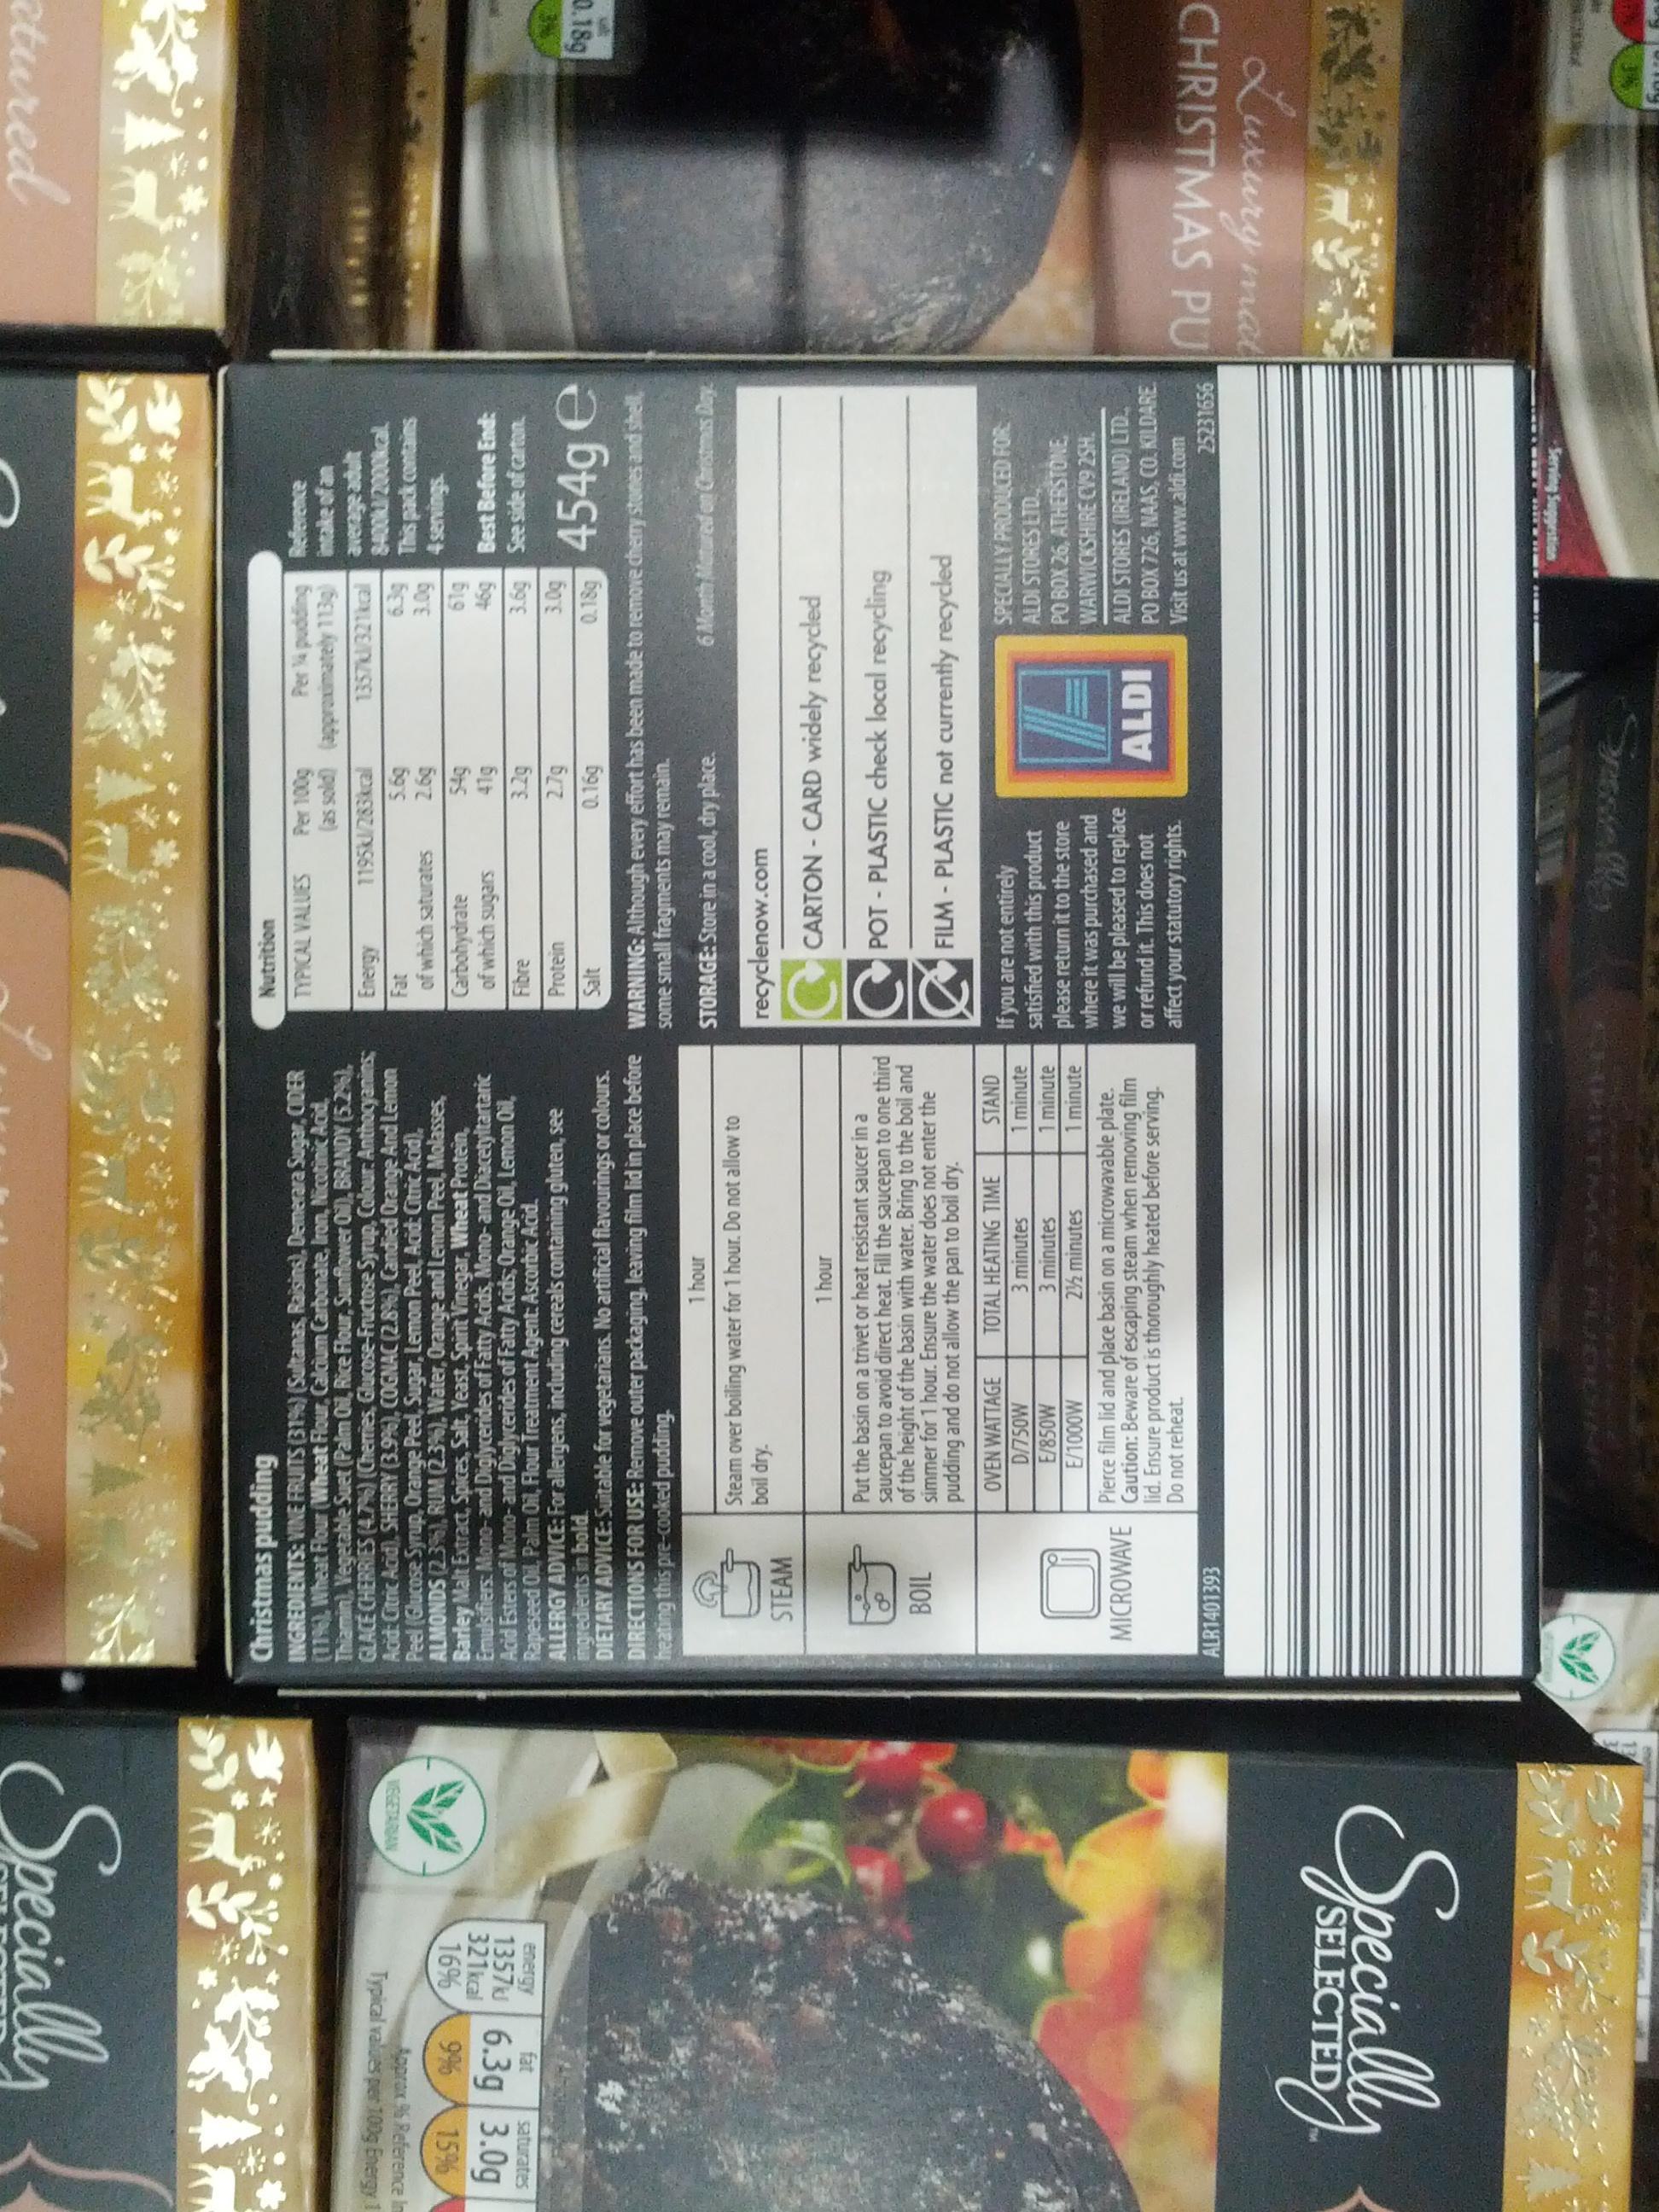 Christmas pudding
INGREDIENTS: VINE FRUITS (31%) (Sultanas, Raisins), Demerara Sugar, CIDER
(11%), Wheat Flour (Wheat Flour, Calcium Carbonate, Iron, Nicotinic Acid,
Thiamin), Vegetable Suet (Palm Oil, Rice Flour, Sunflower Oil), BRANDY (5.2%),
GLACÉ CHERRIES (4.7%) (Cherries, Glucose-Fructose Syrup, Colour: Anthocyanins;
Acid: Citric Acid), SHERRY (3.9%), COGNAC (2.8%), Candied Orange And Lemon
Peel (Glucose Syrup, Orange Peel, Sugar, Lemon Peel, Acid: Citric Acid),
ALMONDS (2.3%), RUM (2.3%), Water, Orange and Lemon Peel, Molasses,
Barley Malt Extract, Spices, Salt, Yeast, Spirit Vinegar, Wheat Protein,
Emulsifiers: Mono- and Diglycerides of Fatty Acids, Mono- and Diacetyltartaric
Acid Esters of Mono- and Diglycerides of Fatty Acids; Orange Oil, Lemon Oil,
Rapeseed Oil, Palm Oil, Flour Treatment Agent: Ascorbic Acid.
ALLERGY ADVICE: For allergens, including cereals containing gluten, see
ingredients in bold.
DIETARY ADVICE: Suitable for vegetarians. No artificial flavourings or colours.
DIRECTIONS FOR USE: Remove outer packaging, leaving film lid in place before
heating this pre-cooked pudding.
STEAM
1 hour
Steam over boiling water for 1 hour. Do not allow to
boil dry.
BOIL
1 hour
Put the basin on a trivet or heat resistant saucer in a
saucepan to avoid direct heat. Fill the saucepan to one third
of the height of the basin with water. Bring to the boil and
simmer for 1 hour. Ensure the water does not enter the
pudding and do not allow the pan to boil dry.
MICROWAVE
OVEN WATTAGE TOTAL HEATING TIME STAND
D/750W 3 minutes 1 minute
E/850W 3 minutes 1 minute
E/1000W 2½ minutes 1 minute
Pierce film lid and place basin on a microwavable plate.
Caution: Beware of escaping steam when removing film
lid. Ensure product is thoroughly heated before serving.
Do not reheat.
ALR1401393
Nutrition
TYPICAL VALUES Per 100g Per ¼ pudding
(as sold) (approximately 113g)
Energy 1195kJ/283kcal 1357kJ/321kcal
Fat 5.6g 6.3g
of which saturates 2.6g 3.0g
Carbohydrate 54g 61g
of which sugars 41g 46g
Fibre 3.2g 3.6g
Protein 2.7g 3.0g
Salt 0.16g 0.18g
Reference
intake of an
average adult
8400kJ/2000kcal.
This pack contains
4 servings.
Best Before End:
See side of carton.
454g e
WARNING: Although every effort has been made to remove cherry stones and shell,
some small fragments may remain.
STORAGE: Store in a cool, dry place.
6 Month Matured on Christmas Day.
recyclenow.com
CARTON - CARD widely recycled
POT - PLASTIC check local recycling
FILM - PLASTIC not currently recycled
If you are not entirely
satisfied with this product
please return it to the store
where it was purchased and
we will be pleased to replace
or refund it. This does not
affect your statutory rights.
ALDI
SPECIALLY PRODUCED FOR:
ALDI STORES LTD.,
PO BOX 26, ATHERSTONE,
WARWICKSHIRE CV9 2SH.
ALDI STORES (IRELAND) LTD.,
PO BOX 726, NAAS, CO. KILDARE.
Visit us at www.aldi.com
25231656
Specially
SELECTED
VEGETARIAN
energy
1357kJ
321kcal
16%
fat
6.3g
9%
saturates
3.0g
15%
Approx % Reference In
Typical values per 100g: Energy 1
Specially
Luxury mat
CHRISTMAS PU
0.18g
3%
tured
Serving Suggestion